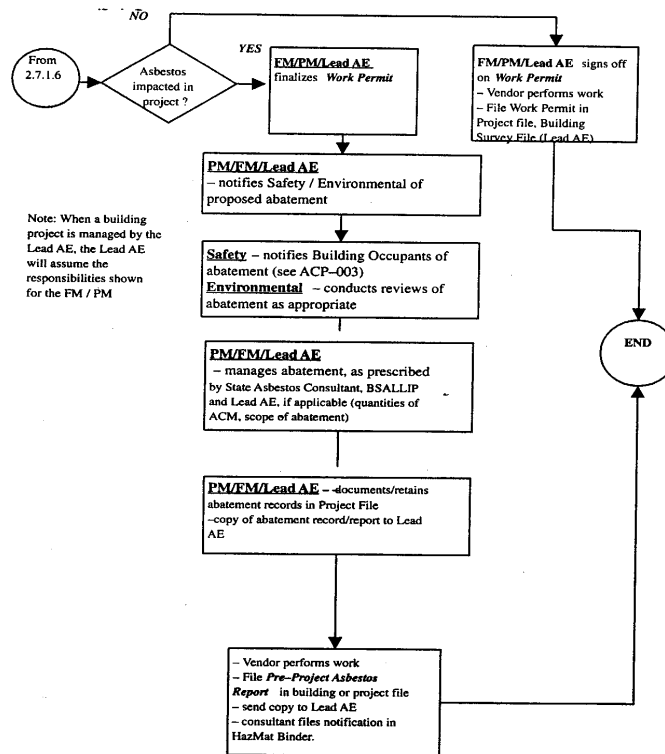 NO
From
2.7.1.6
Asbestos
impacted in
project ?
YES
FM/PM/Lead AE
finalizes Work Permit
FM/PM/Lead AE signs off
on Work Permit
– Vendor performs work
– File Work Permit in
Project file, Building
Survey File (Lead AE)
PM/FM/Lead AE
– notifies Safety / Environmental of
proposed abatement
Note: When a building
project is managed by the
Lead AE, the Lead AE
will assume the
responsibilities shown
for the FM / PM
Safety – notifies Building Occupants of
abatement (see ACP–003)
Environmental – conducts reviews of
abatement as appropriate
END
PM/FM/Lead AE
– manages abatement, as prescribed
by State Asbestos Consultant, BSALLIP
and Lead AE, if applicable (quantities of
ACM, scope of abatement)
PM/FM/Lead AE – –documents/retains
abatement records in Project File
–copy of abatement record/report to Lead
AE
– Vendor performs work
– File Pre–Project Asbestos
Report in building or project file
– send copy to Lead AE
– consultant files notification in
HazMat Binder.